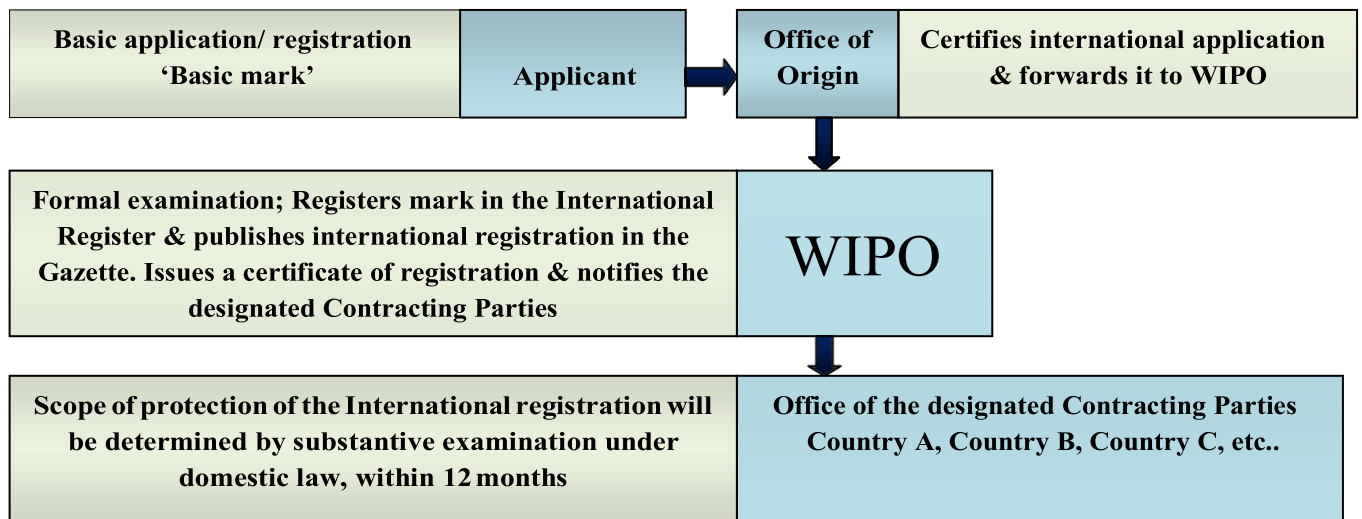 Basic application/ registration
‘Basic mark’
Applicant
Office of
Origin
Certifies international application
& forwards it to WIPO
Formal examination; Registers mark in the International
Register & publishes international registration in the
Gazette. Issues a certificate of registration & notifies the
designated Contracting Parties
WIPO
Scope of protection of the International registration will
be determined by substantive examination under
domestic law, within 12 months
Office of the designated Contracting Parties
Country A, Country B, Country C, etc..